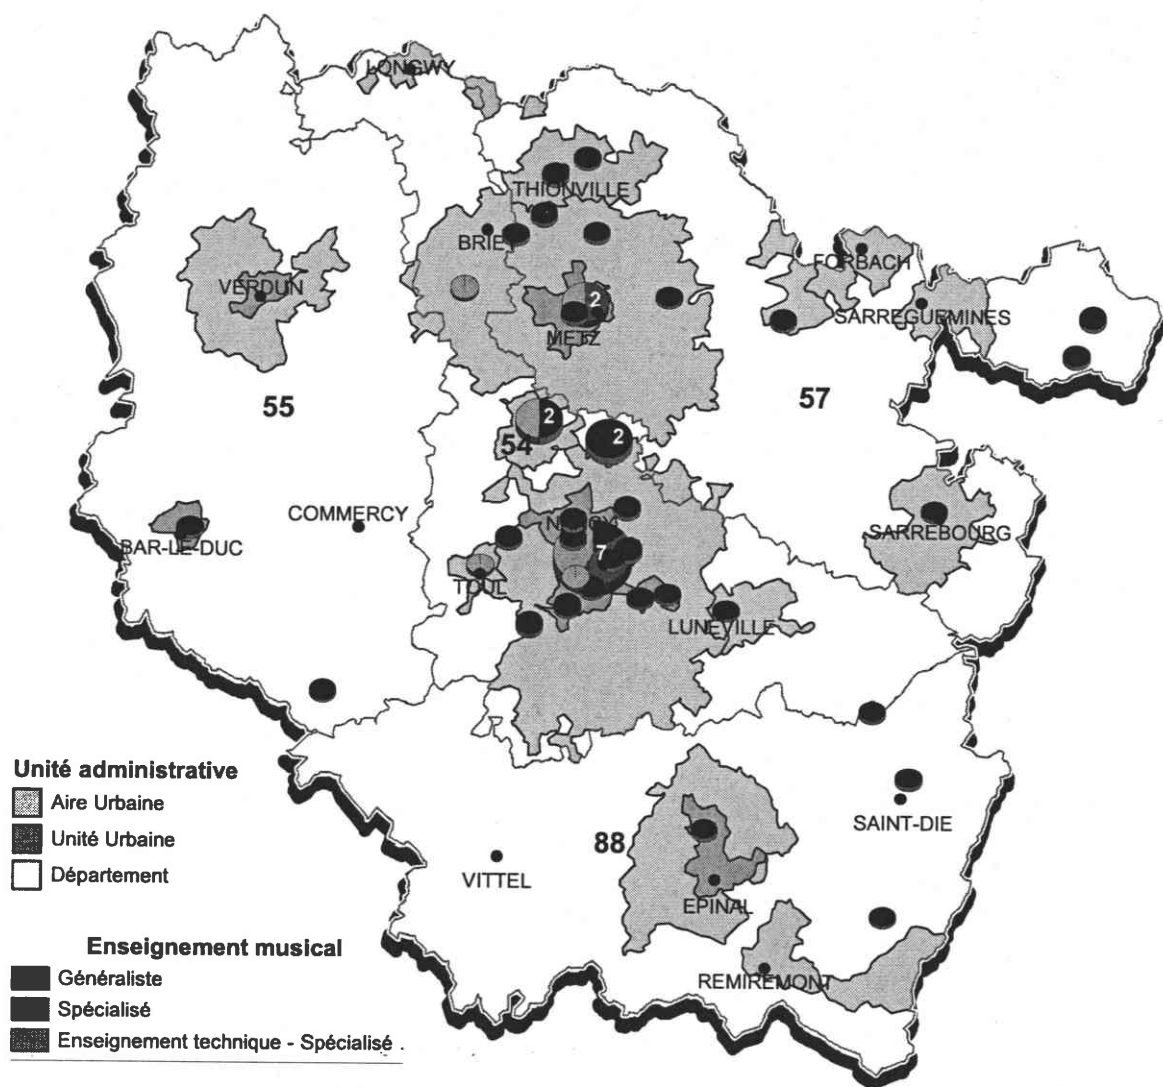 LONGWY
THIONVILLE
BRIEY
FORBACH
VERDUN
2
SARREGUEMINES
METZ
55
57
2
2
54
COMMERCY
NANCY
SARREBOURG
BAR-LE-DUC
7
TOUL
LUNEVILLE
Unité administrative
Aire Urbaine
Unité Urbaine
Département
SAINT-DIE
88
VITTEL
EPINAL
REMIREMONT
Enseignement musical
Généraliste
Spécialisé
Enseignement technique - Spécialisé .